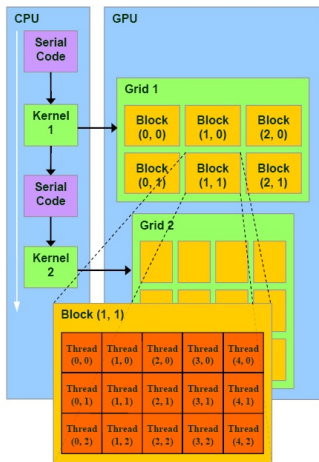 CPU
GPU
Serial
Code
Kernel
1
Serial
Code
Kernel
2
Grid 1
Block
(0, 0)
Block
(1, 0)
Block
(2, 0)
Block
(0, 1)
Block
(1, 1)
Block
(2, 1)
Grid 2
Block (1, 1)
Thread
(0, 0)
Thread
(1, 0)
Thread
(2, 0)
Thread
(3, 0)
Thread
(4, 0)
Thread
(0, 1)
Thread
(1, 1)
Thread
(2, 1)
Thread
(3, 1)
Thread
(4, 1)
Thread
(0, 2)
Thread
(1, 2)
Thread
(2, 2)
Thread
(3, 2)
Thread
(4, 2)